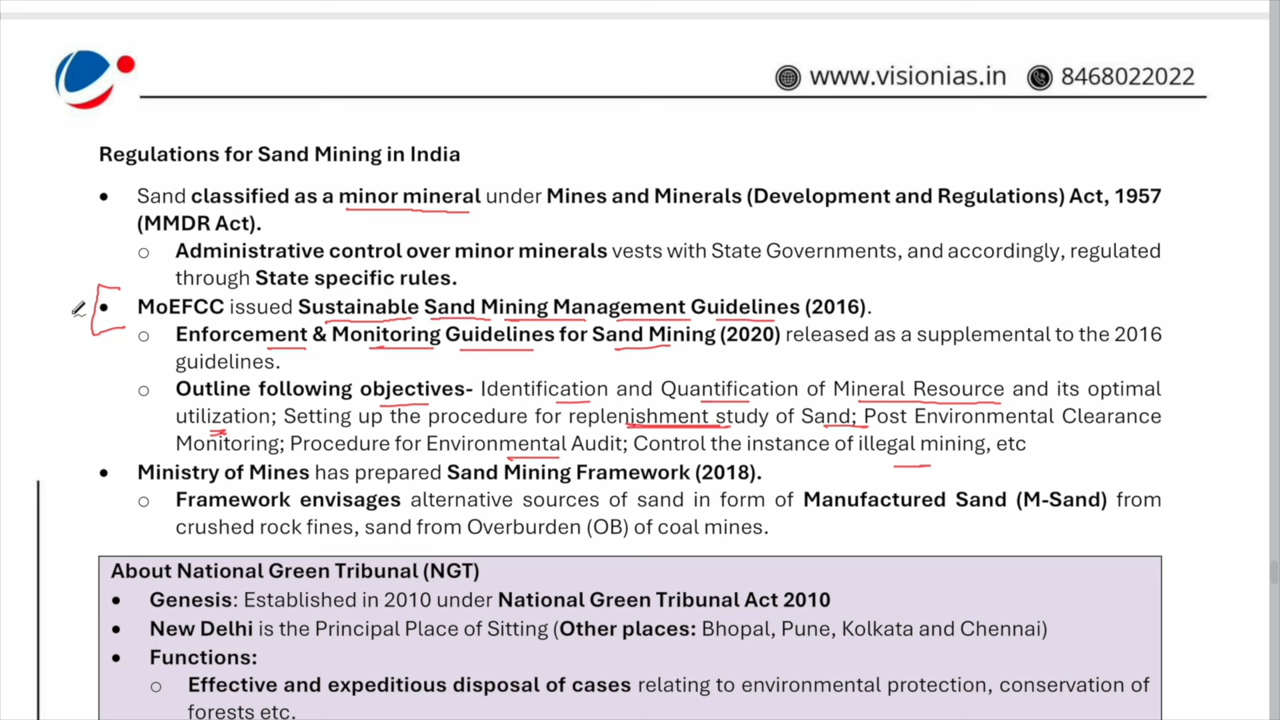 www.visionias.in 8468022022
Regulations for Sand Mining in India
• Sand classified as a minor mineral under Mines and Minerals (Development and Regulations) Act, 1957
(MMDR Act).
o Administrative control over minor minerals vests with State Governments, and accordingly, regulated
through State specific rules.
• MoEFCC issued Sustainable Sand Mining Management Guidelines (2016).
o Enforcement & Monitoring Guidelines for Sand Mining (2020) released as a supplemental to the 2016
guidelines.
o Outline following objectives- Identification and Quantification of Mineral Resource and its optimal
utilization; Setting up the procedure for replenishment study of Sand; Post Environmental Clearance
Monitoring; Procedure for Environmental Audit; Control the instance of illegal mining, etc
• Ministry of Mines has prepared Sand Mining Framework (2018).
o Framework envisages alternative sources of sand in form of Manufactured Sand (M-Sand) from
crushed rock fines, sand from Overburden (OB) of coal mines.
About National Green Tribunal (NGT)
• Genesis: Established in 2010 under National Green Tribunal Act 2010
• New Delhi is the Principal Place of Sitting (Other places: Bhopal, Pune, Kolkata and Chennai)
• Functions:
o Effective and expeditious disposal of cases relating to environmental protection, conservation of
forests etc.